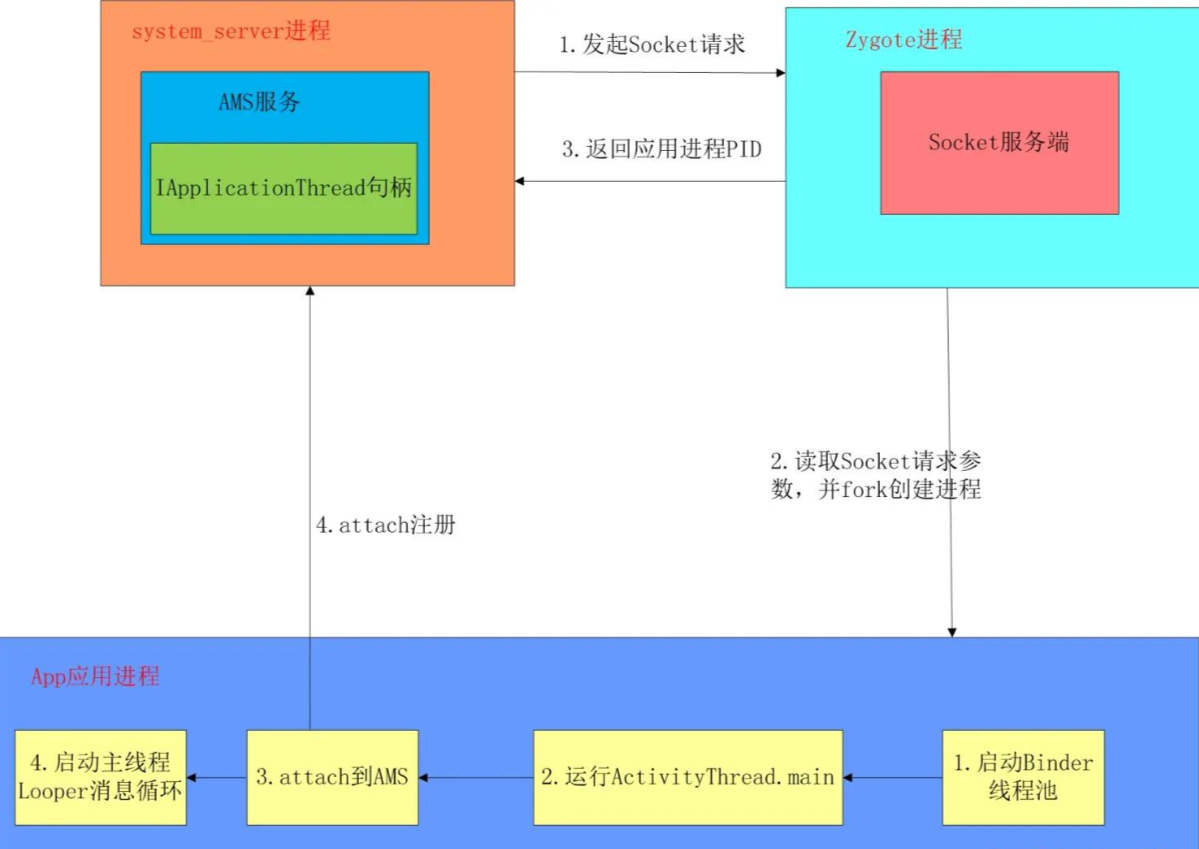 system_server进程
AMS服务
IApplicationThread句柄
1.发起Socket请求
3.返回应用进程PID
Zygote进程
Socket服务端
2.读取Socket请求参
数，并fork创建进程
4.attach注册
App应用进程
4.启动主线程
Looper消息循环
3.attach到AMS
2.运行ActivityThread.main
1.启动Binder
线程池